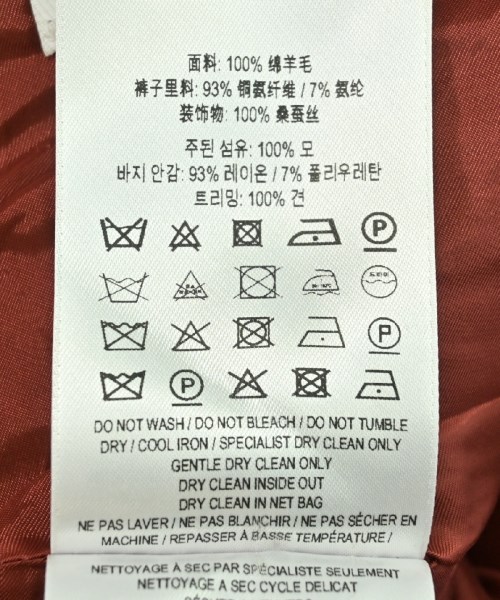 面料: 100% 绵羊毛
裤子里料: 93% 铜氨纤维 / 7% 氨纶
装饰物: 100% 桑蚕丝
주된 섬유: 100% 모
바지 안감: 93% 레이온 / 7% 폴리우레탄
트리밍: 100% 견
P
P
P
DO NOT WASH / DO NOT BLEACH / DO NOT TUMBLE
DRY / COOL IRON / SPECIALIST DRY CLEAN ONLY
GENTLE DRY CLEAN ONLY
DRY CLEAN INSIDE OUT
DRY CLEAN IN NET BAG
NE PAS LAVER / NE PAS BLANCHIR / NE PAS SÉCHER EN
MACHINE / REPASSER À BASSE TEMPÉRATURE /
NETTOYAGE A SEC PAR SPÉCIALISTE SEULEMENT
NETTOYAGE A SEC CYCLE DELICAT